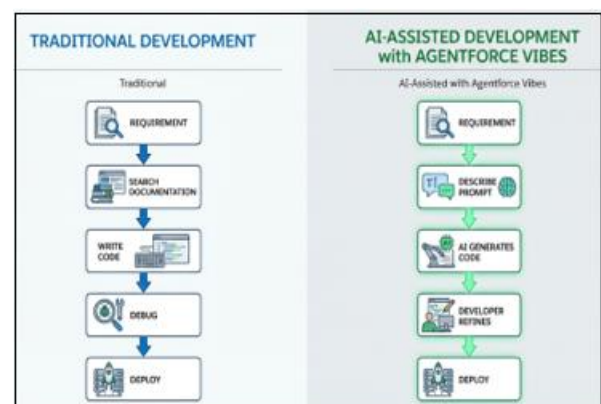 TRADITIONAL DEVELOPMENT
Traditional
REQUIREMENT
SEARCH
DOCUMENTATION
WRITE
CODE
DEBUG
DEPLOY
AI-ASSISTED DEVELOPMENT
with AGENTFORCE VIBES
AI-Assisted with Agentforce Vibes
REQUIREMENT
DESCRIBE
PROMPT
AI GENERATES
CODE
DEVELOPER
REFINES
DEPLOY